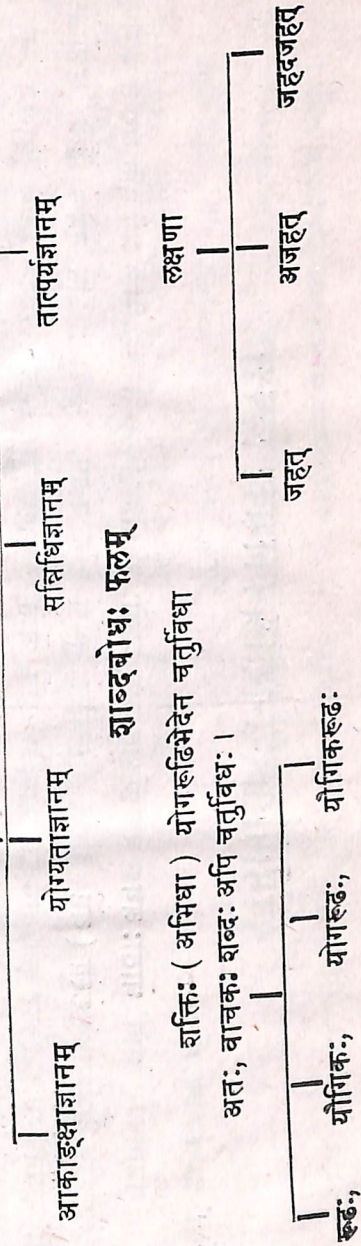 आकाङ्क्षाज्ञानम् योग्यताज्ञानम् सन्निधिज्ञानम् तात्पर्यज्ञानम्
शाब्दबोधः फलम्
शक्तिः ( अभिधा ) योगरूढिभेदेन चतुर्विधा
अतः, वाचकः शब्दः अपि चतुर्विधः ।
रूढः, यौगिकः, योगरूढः, यौगिकरूढः
लक्षणा
जहत् अजहत् जहदजहत्